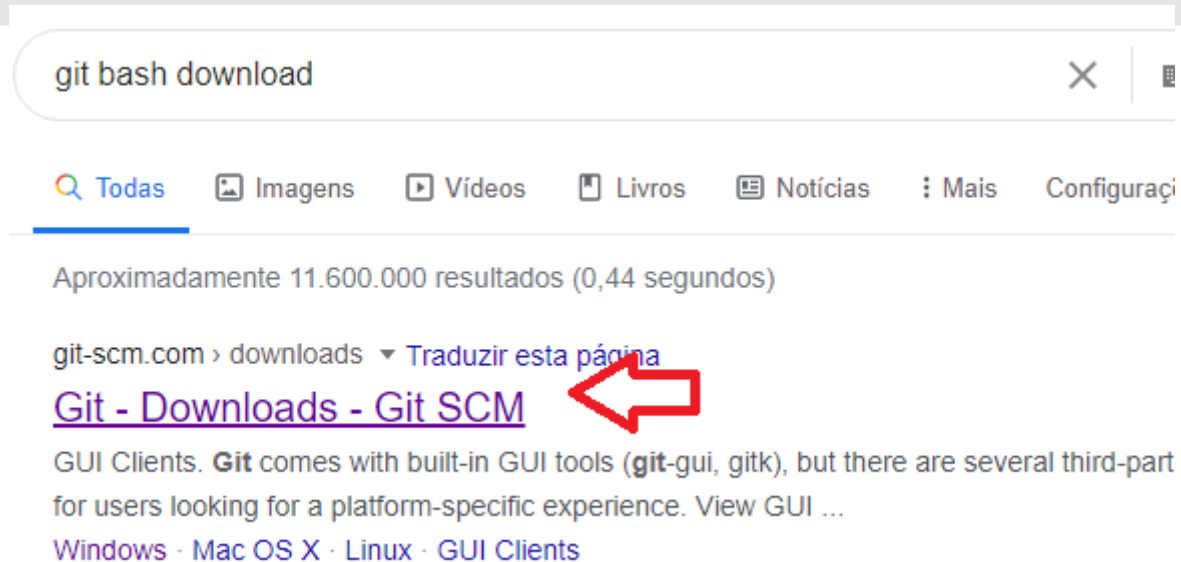 git bash download
Todas Imagens Vídeos Livros Notícias Mais
Aproximadamente 11.600.000 resultados (0,44 segundos)
git-scm.com › downloads Traduzir esta página
Git - Downloads - Git SCM
GUI Clients. Git comes with built-in GUI tools (git-gui, gitk), but there are several third-part
for users looking for a platform-specific experience. View GUI ...
Windows · Mac OS X · Linux · GUI Clients